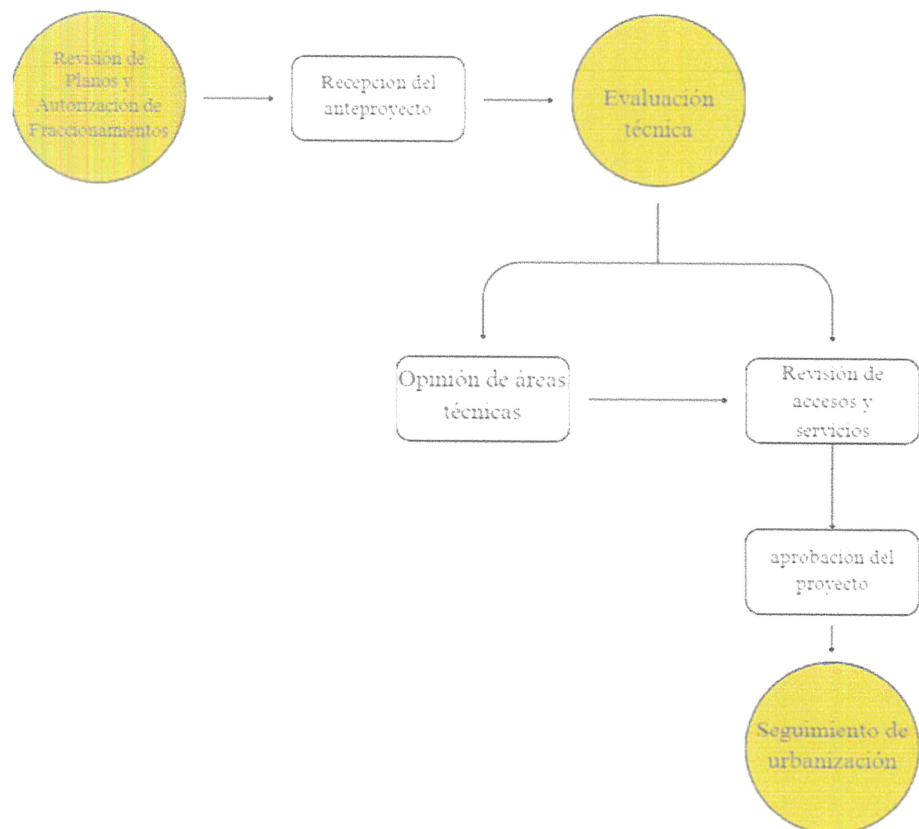 Revisión de
Planos y
Autorización de
Fraccionamientos
Recepcion del
anteproyecto
Evaluación
técnica
Opinión de áreas
técnicas
Revisión de
accesos y
servicios
aprobacion del
proyecto
Seguimiento de
urbanización